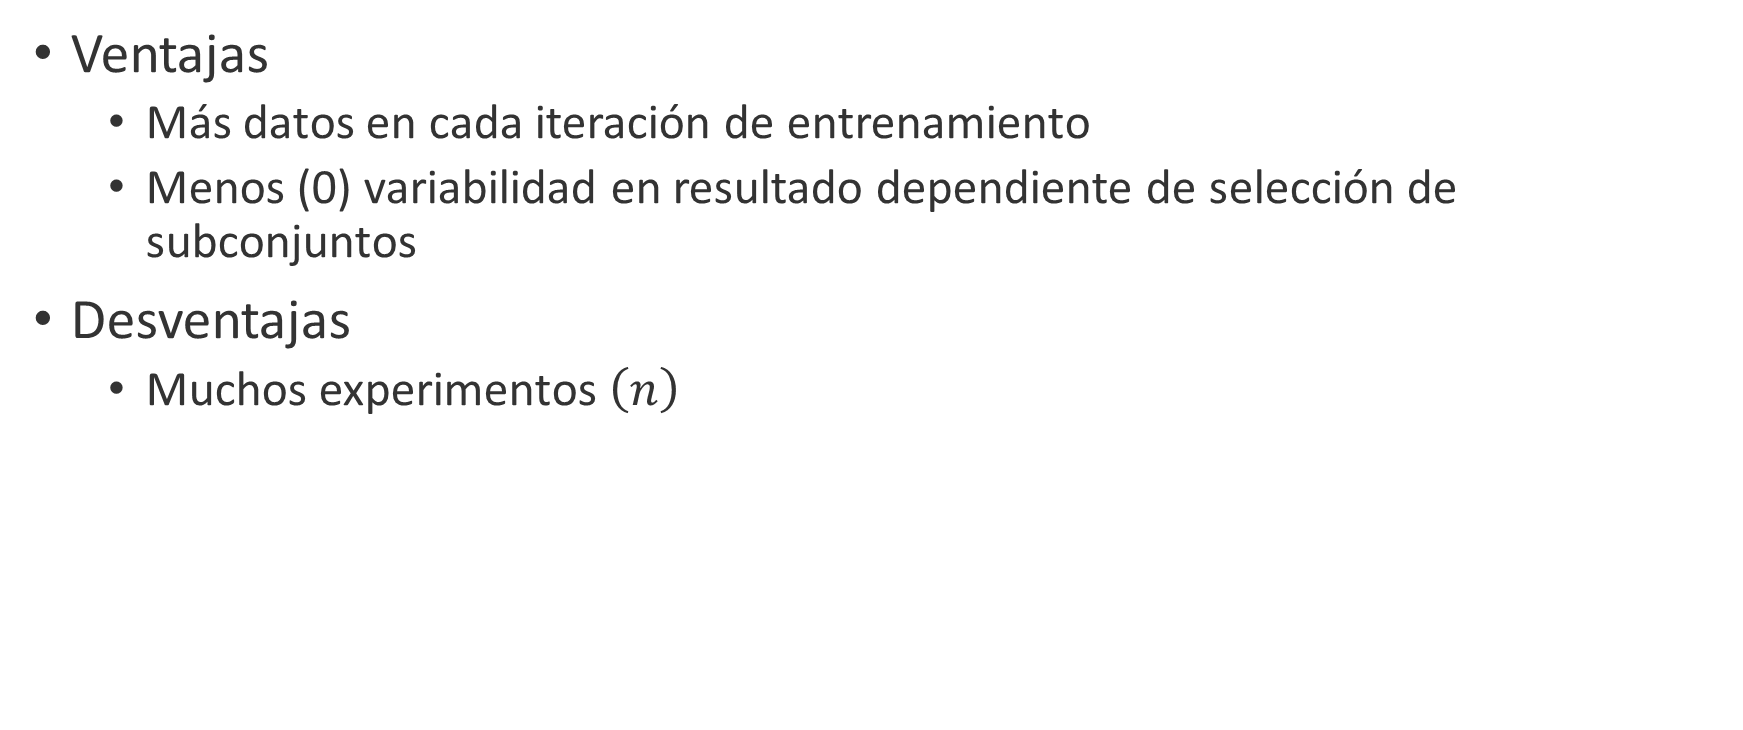 • Ventajas
• Más datos en cada iteración de entrenamiento
• Menos (0) variabilidad en resultado dependiente de selección de
subconjuntos
• Desventajas
• Muchos experimentos (n)